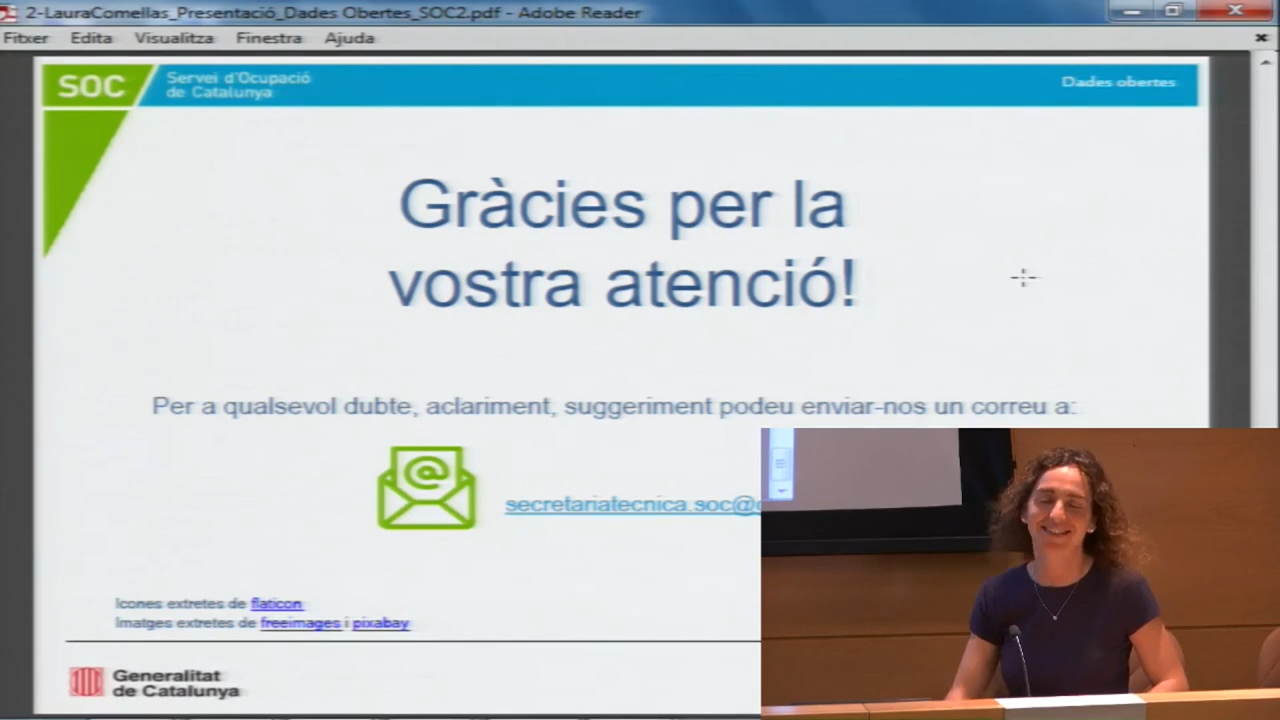 2-LauraComellas_Presentació_Dades Obertes_SOC2.pdf - Adobe Reader
Fitxer Edita Visualitza Finestra Ajuda
SOC
Servei d'Ocupació
de Catalunya
Dades obertes
Gràcies per la
vostra atenció!
Per a qualsevol dubte, aclariment, suggeriment podeu enviar-nos un correu a:
secretariatecnica.soc@
Icones extretes de flaticon
Imatges extretes de freeimages i pixabay
Generalitat
de Catalunya